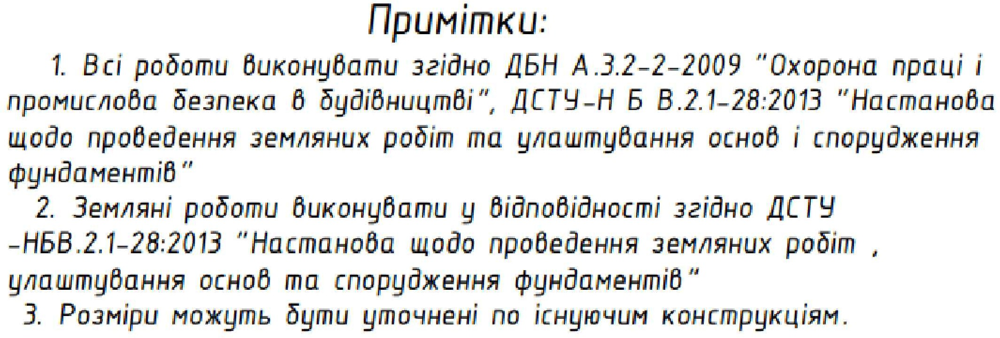 Примітки:
1. Всі роботи виконувати згідно ДБН А.3.2-2-2009 "Охорона праці і
промислова безпека в будівництві", ДСТУ-Н Б В.2.1-28:2013 "Настанова
щодо проведення земляних робіт та улаштування основ і спорудження
фундаментів"
2. Земляні роботи виконувати у відповідності згідно ДСТУ
-НБВ.2.1-28:2013 "Настанова щодо проведення земляних робіт ,
улаштування основ та спорудження фундаментів"
3. Розміри можуть бути уточнені по існуючим конструкціям.